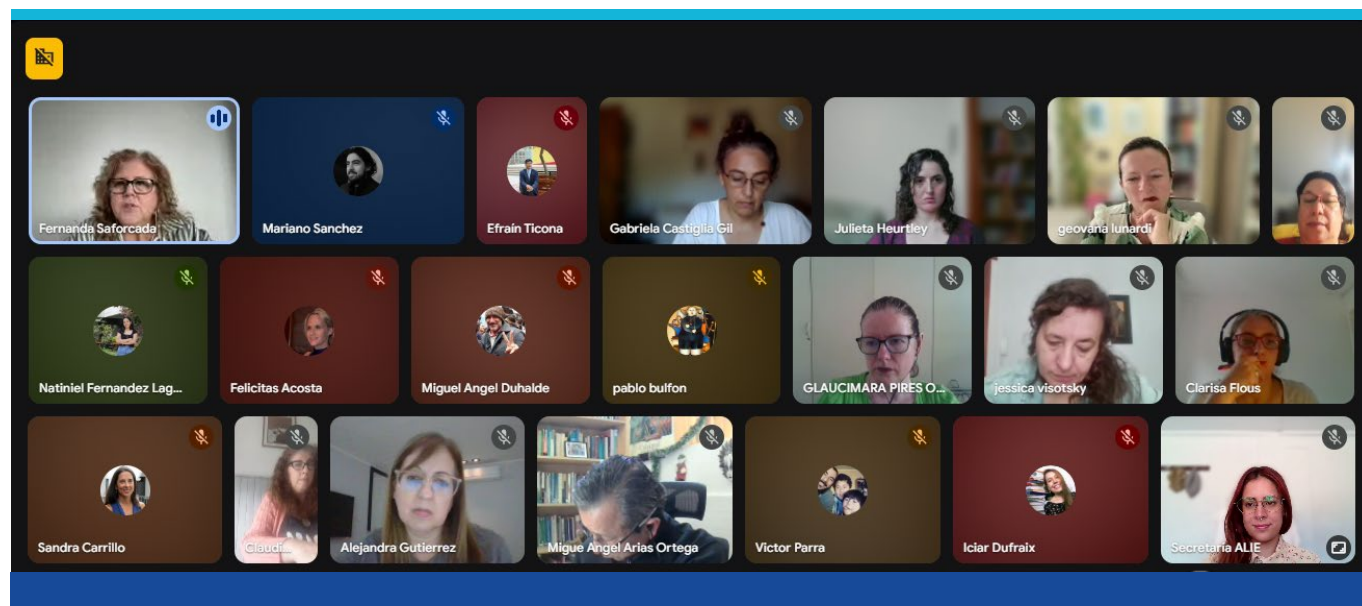 Fernanda Saforcada
Mariano Sanchez
Efraín Ticona
Gabriela Castiglia Gil
Julieta Heurtley
geovana lunardi
Natiniel Fernandez Lag...
Felicitas Acosta
Miguel Angel Duhalde
pablo bulfon
GLAUCIMARA PIRES O...
jessica visotsky
Clarisa Flous
Sandra Carrillo
Claudi...
Alejandra Gutierrez
Migue Angel Arias Ortega
Victor Parra
Iciar Dufraix
Secretaria ALIE